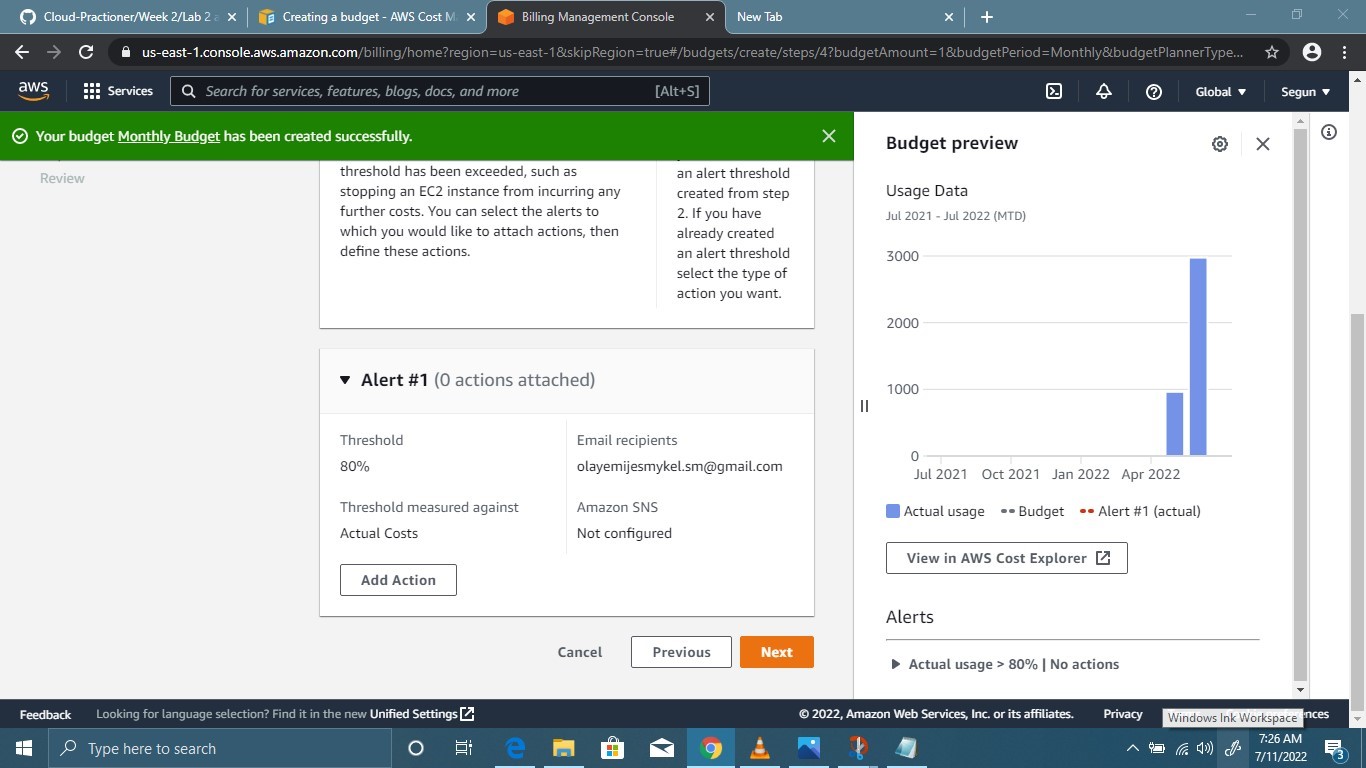 Cloud-Practioner/Week 2/Lab 2
Creating a budget - AWS Cost M
Billing Management Console
New Tab
us-east-1.console.aws.amazon.com/billing/home?region=us-east-1&skipRegion=true#/budgets/create/steps/4?budgetAmount=1&budgetPeriod=Monthly&budgetPlannerType...
aws
Services
Search for services, features, blogs, docs, and more
[Alt+S]
Global
Segun
Your budget Monthly Budget has been created successfully.
Review
threshold has been exceeded, such as
stopping an EC2 instance from incurring any
further costs. You can select the alerts to
which you would like to attach actions, then
define these actions.
an alert threshold
created from step
2. If you have
already created
an alert threshold
select the type of
action you want.
Alert #1 (0 actions attached)
Threshold
80%
Email recipients
olayemijesmykel.sm@gmail.com
Threshold measured against
Actual Costs
Amazon SNS
Not configured
Add Action
Cancel
Previous
Next
Budget preview
Usage Data
Jul 2021 - Jul 2022 (MTD)
3000
2000
1000
0
Jul 2021
Oct 2021
Jan 2022
Apr 2022
Actual usage
Budget
Alert #1 (actual)
View in AWS Cost Explorer
Alerts
Actual usage > 80% | No actions
Feedback
Looking for language selection? Find it in the new Unified Settings
© 2022, Amazon Web Services, Inc. or its affiliates.
Privacy
Windows Ink Workspace
Type here to search
7:26 AM
7/11/2022
3